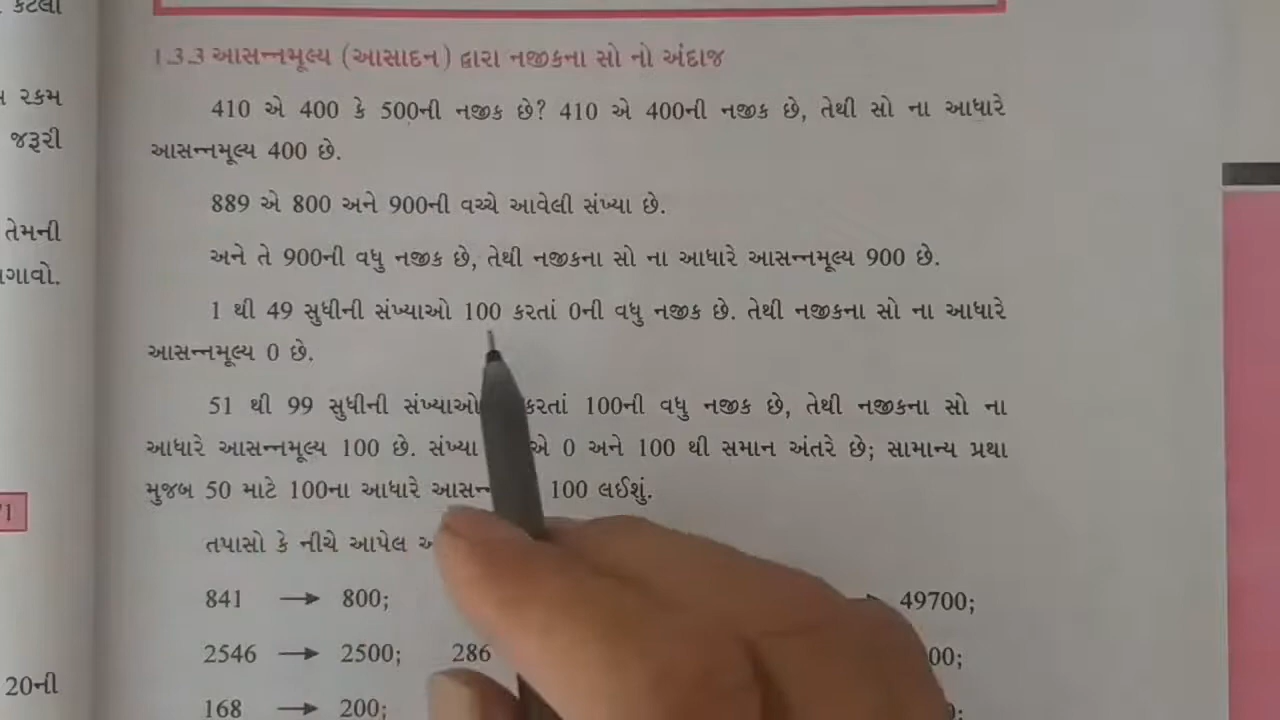 કેટલા
રકમ
જરૂરી
તેમની
ગાવો.
20ની
1.3.3 આસન્નમૂલ્ય (આસાદન) દ્વારા નજીકના સો નો અંદાજ
410 એ 400 કે 500ની નજીક છે? 410 એ 400ની નજીક છે, તેથી સો ના આધારે
આસન્નમૂલ્ય 400 છે.
889 એ 800 અને 900ની વચ્ચે આવેલી સંખ્યા છે.
અને તે 900ની વધુ નજીક છે, તેથી નજીકના સો ના આધારે આસન્નમૂલ્ય 900 છે.
1 થી 49 સુધીની સંખ્યાઓ 100 કરતાં 0ની વધુ નજીક છે. તેથી નજીકના સો ના આધારે
આસન્નમૂલ્ય 0 છે.
51 થી 99 સુધીની સંખ્યાઓ કરતાં 100ની વધુ નજીક છે, તેથી નજીકના સો ના
આધારે આસન્નમૂલ્ય 100 છે. સંખ્યા એ 0 અને 100 થી સમાન અંતરે છે; સામાન્ય પ્રથા
મુજબ 50 માટે 100ના આધારે 100 લઈશું.
તપાસો કે નીચે આપેલ
841 → 800; 49700;
2546 → 2500; 286 00;
168 → 200;